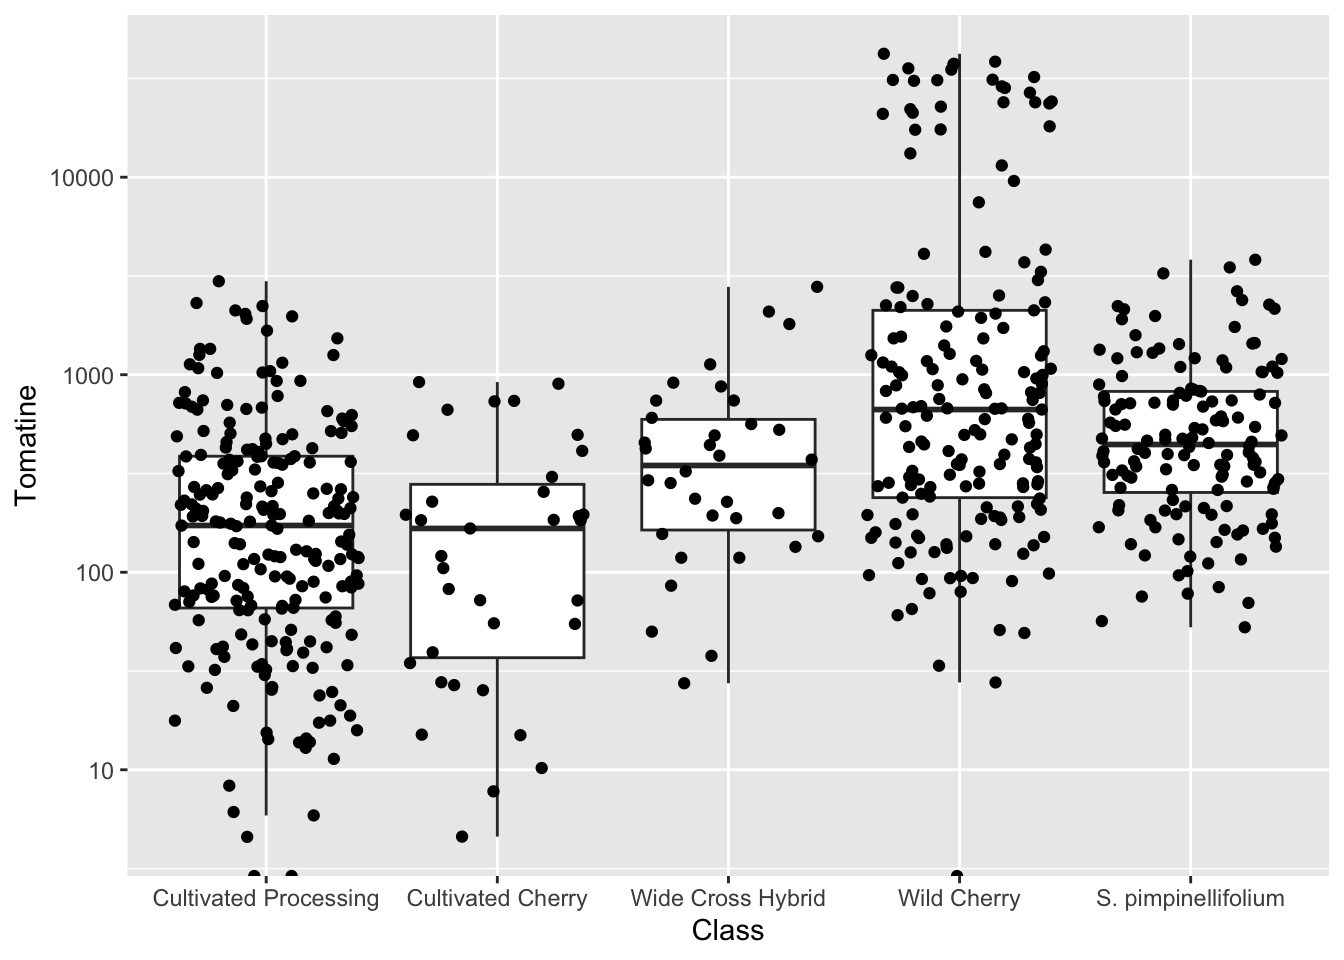 Tomatine
10000
1000
100
10
Cultivated Processing
Cultivated Cherry
Wide Cross Hybrid
Wild Cherry
S. pimpinellifolium
Class